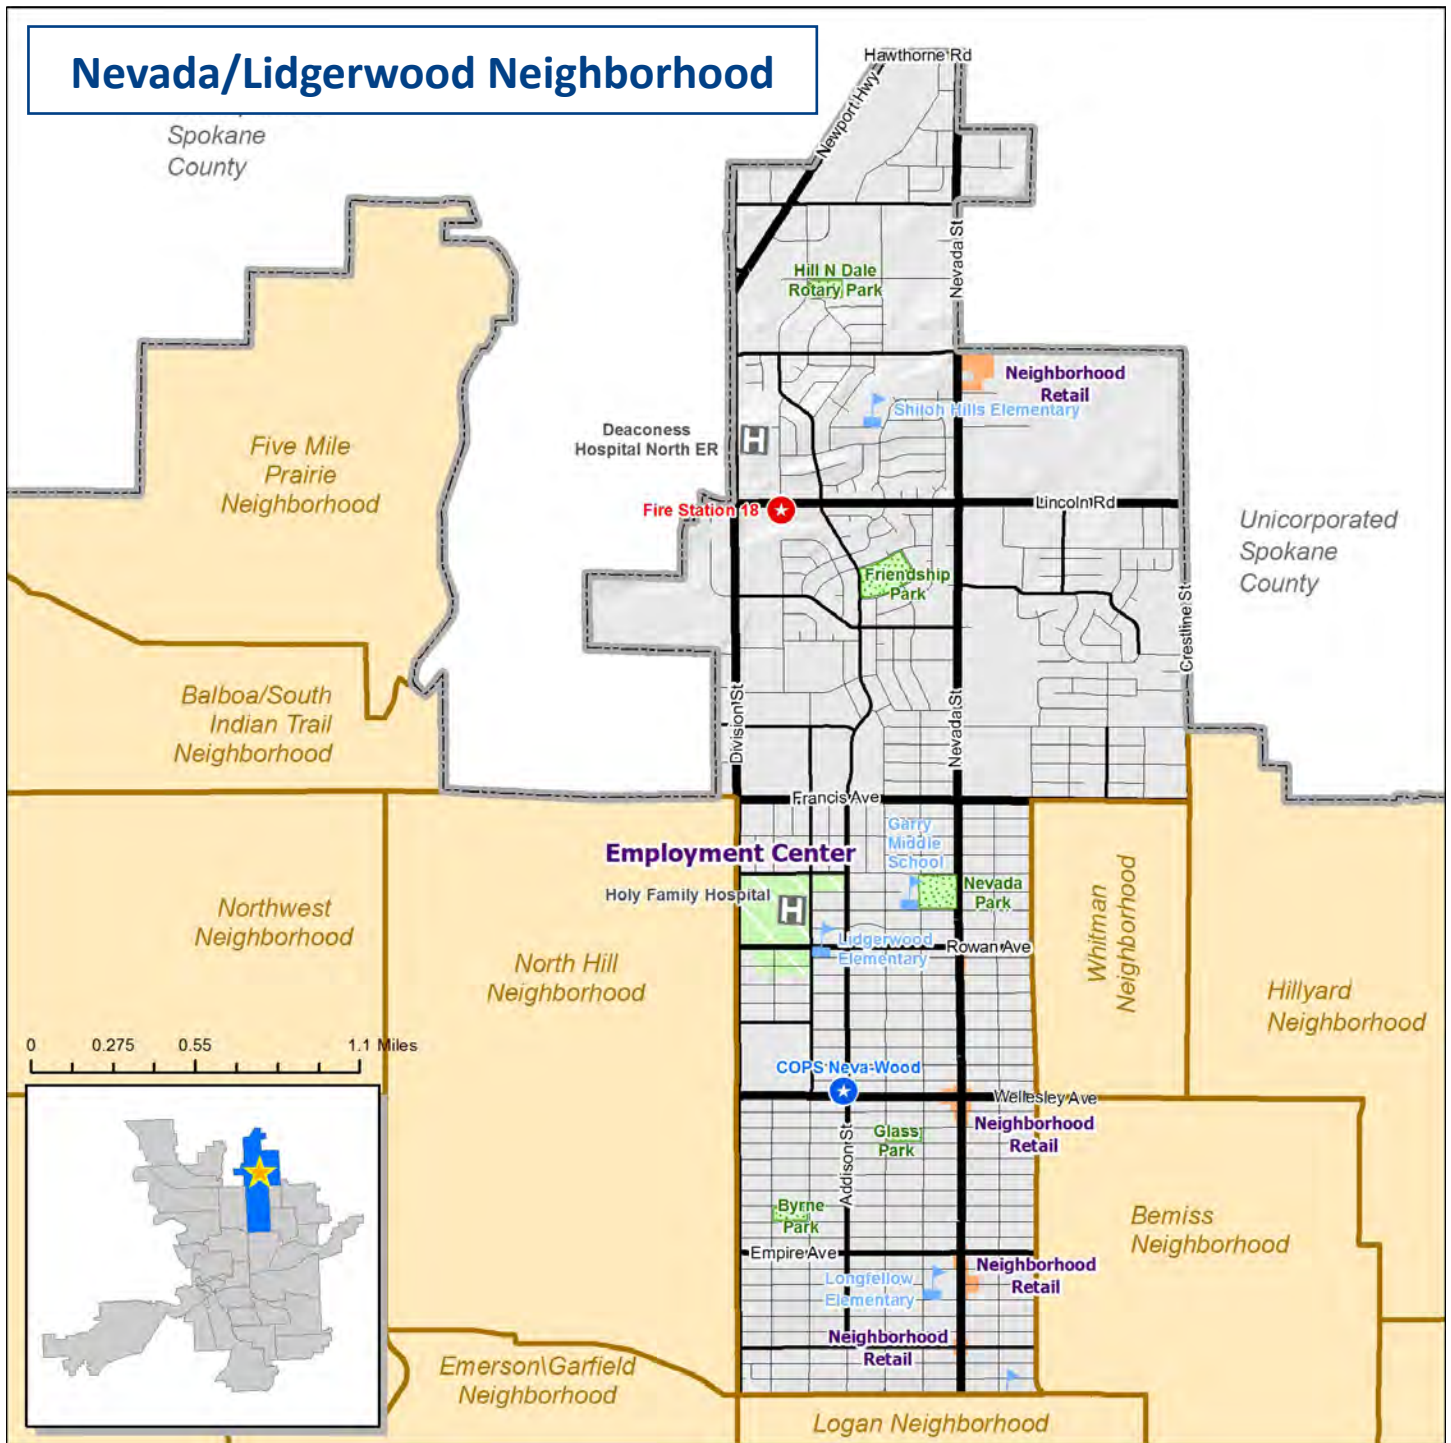 Nevada/Lidgerwood Neighborhood
Hawthorne Rd
Newport Hwy
Spokane
County
Nevada St
Hill N Dale
Rotary Park
Neighborhood
Retail
Shiloh Hills Elementary
Deaconess
Hospital North ER
H
Five Mile
Prairie
Neighborhood
Fire Station 18
Lincoln Rd
Unicorporated
Spokane
County
Friendship
Park
Crestline St
Balboa/South
Indian Trail
Neighborhood
Division St
Nevada St
Francis Ave
Garry
Middle
School
Employment Center
Holy Family Hospital
H
Nevada
Park
Whitman
Neighborhood
Northwest
Neighborhood
Lidgerwood
Elementary
Rowan Ave
North Hill
Neighborhood
Hillyard
Neighborhood
0 0.275 0.55 1.1 Miles
COPS Neva-Wood
Wellesley Ave
Neighborhood
Retail
Glass
Park
Addison St
Byrne
Park
Bemiss
Neighborhood
Empire Ave
Neighborhood
Retail
Longfellow
Elementary
Neighborhood
Retail
Emerson\Garfield
Neighborhood
Logan Neighborhood